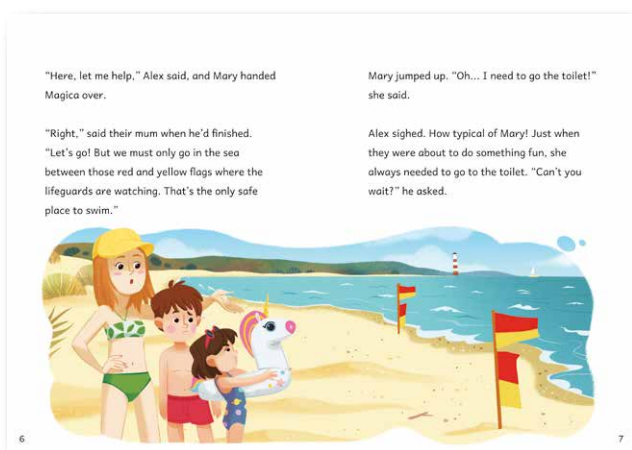 “Here, let me help,” Alex said, and Mary handed
Magica over.
“Right,” said their mum when he’d finished.
“Let’s go! But we must only go in the sea
between those red and yellow flags where the
lifeguards are watching. That’s the only safe
place to swim.”
6
Mary jumped up. “Oh... I need to go the toilet!”
she said.
Alex sighed. How typical of Mary! Just when
they were about to do something fun, she
always needed to go to the toilet. “Can’t you
wait?” he asked.
7